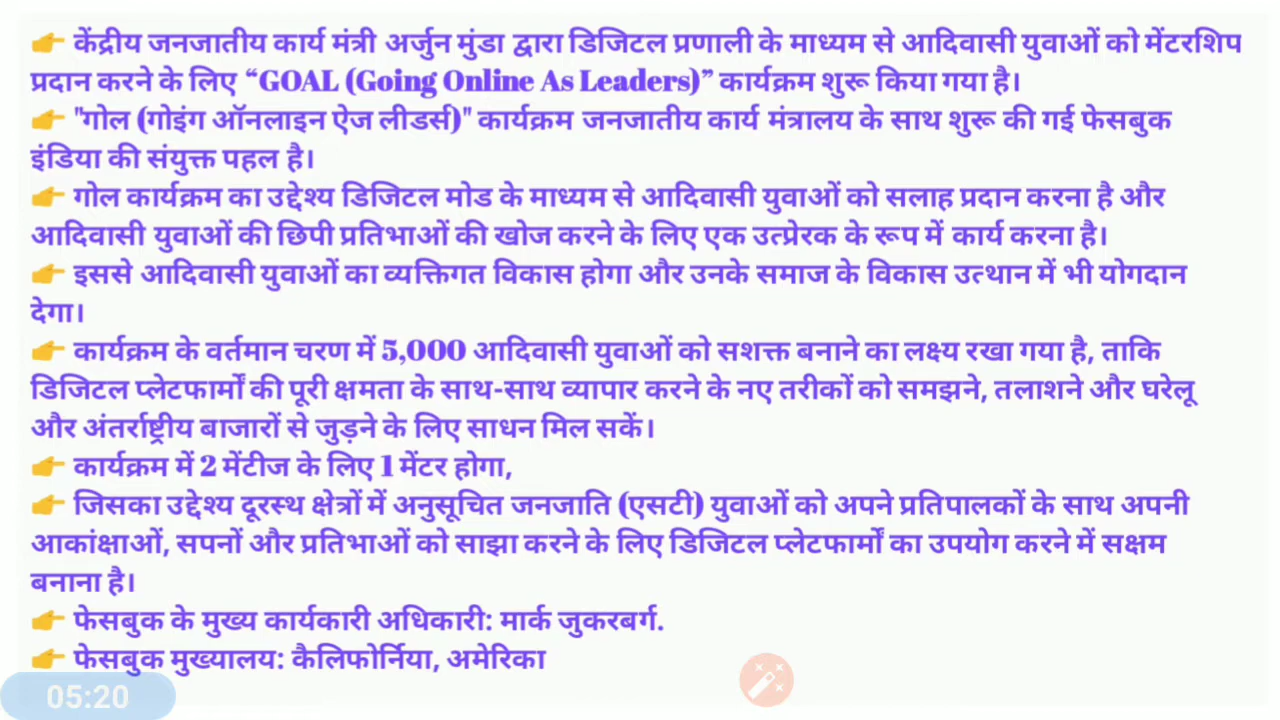 👉 केंद्रीय जनजातीय कार्य मंत्री अर्जुन मुंडा द्वारा डिजिटल प्रणाली के माध्यम से आदिवासी युवाओं को मेंटरशिप
प्रदान करने के लिए “GOAL (Going Online As Leaders)” कार्यक्रम शुरू किया गया है।
👉 "गोल (गोइंग ऑनलाइन ऐज लीडर्स)" कार्यक्रम जनजातीय कार्य मंत्रालय के साथ शुरू की गई फेसबुक
इंडिया की संयुक्त पहल है।
👉 गोल कार्यक्रम का उद्देश्य डिजिटल मोड के माध्यम से आदिवासी युवाओं को सलाह प्रदान करना है और
आदिवासी युवाओं की छिपी प्रतिभाओं की खोज करने के लिए एक उत्प्रेरक के रूप में कार्य करना है।
👉 इससे आदिवासी युवाओं का व्यक्तिगत विकास होगा और उनके समाज के विकास उत्थान में भी योगदान
देगा।
👉 कार्यक्रम के वर्तमान चरण में 5,000 आदिवासी युवाओं को सशक्त बनाने का लक्ष्य रखा गया है, ताकि
डिजिटल प्लेटफार्मों की पूरी क्षमता के साथ-साथ व्यापार करने के नए तरीकों को समझने, तलाशने और घरेलू
और अंतर्राष्ट्रीय बाजारों से जुड़ने के लिए साधन मिल सकें।
👉 कार्यक्रम में 2 मेंटीज के लिए 1 मेंटर होगा,
👉 जिसका उद्देश्य दूरस्थ क्षेत्रों में अनुसूचित जनजाति (एसटी) युवाओं को अपने प्रतिपालकों के साथ अपनी
आकांक्षाओं, सपनों और प्रतिभाओं को साझा करने के लिए डिजिटल प्लेटफार्मों का उपयोग करने में सक्षम
बनाना है।
👉 फेसबुक के मुख्य कार्यकारी अधिकारी: मार्क जुकरबर्ग.
👉 फेसबुक मुख्यालय: कैलिफोर्निया, अमेरिका
05:20